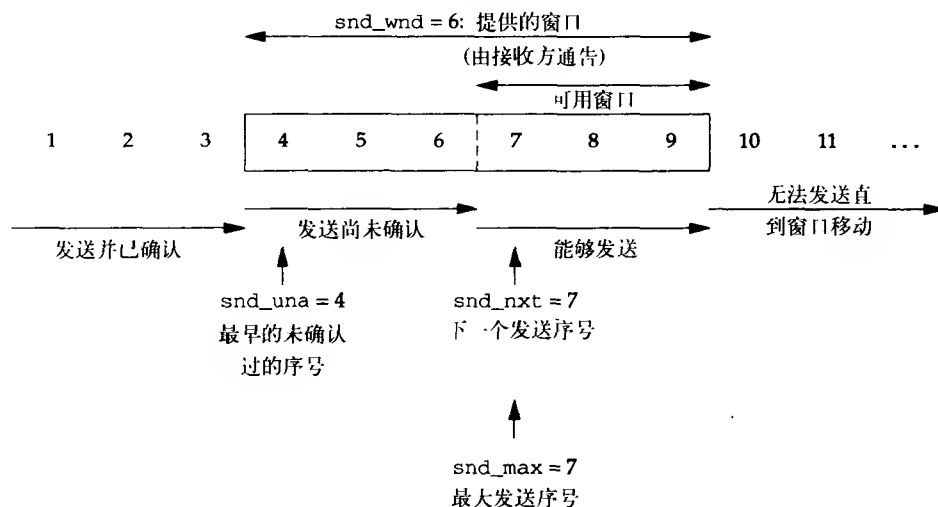 snd_wnd = 6: 提供的窗口
(由接收方通告)
可用窗口
1 2 3 4 5 6 7 8 9 10 11 ...
发送并已确认
发送尚未确认
能够发送
无法发送直
到窗口移动
snd_una = 4
最早的未确认
过的序号
snd_nxt = 7
下一个发送序号
snd_max = 7
最大发送序号